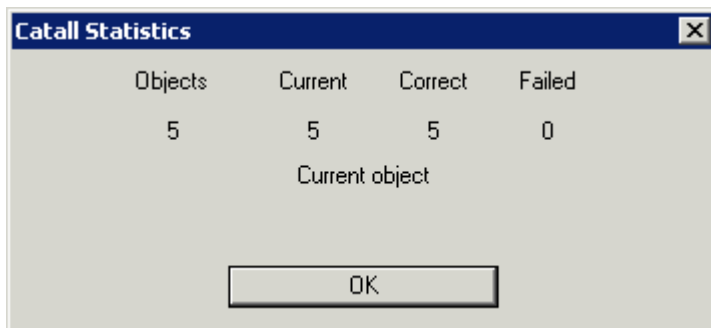 Catall Statistics
Objects Current Correct Failed
5 5 5 0
Current object
OK